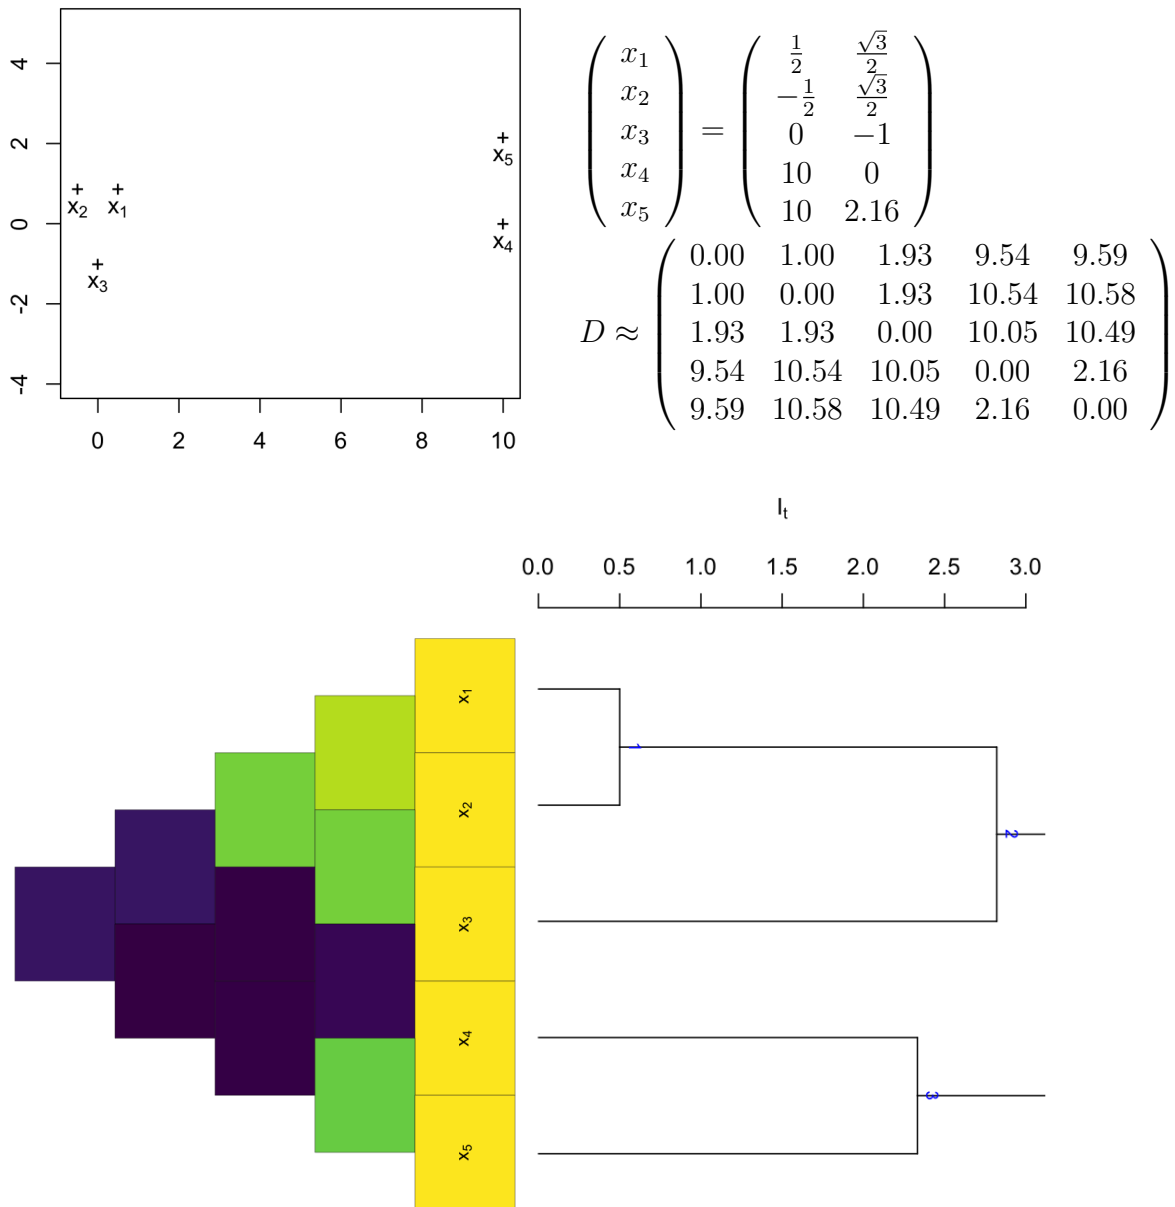 4
2
0
-2
-4
0 2 4 6 8 10
x₁
x₂
x₃
x₄
x₅
( x₁ ) = ( 1/2 √3/2 )
( x₂ ) ( −1/2 √3/2 )
( x₃ ) ( 0 −1 )
( x₄ ) ( 10 0 )
( x₅ ) ( 10 2.16 )
D ≈
0.00 1.00 1.93 9.54 9.59
1.00 0.00 1.93 10.54 10.58
1.93 1.93 0.00 10.05 10.49
9.54 10.54 10.05 0.00 2.16
9.59 10.58 10.49 2.16 0.00
lₜ
0.0 0.5 1.0 1.5 2.0 2.5 3.0
x₁
x₂
x₃
x₄
x₅
1
2
3